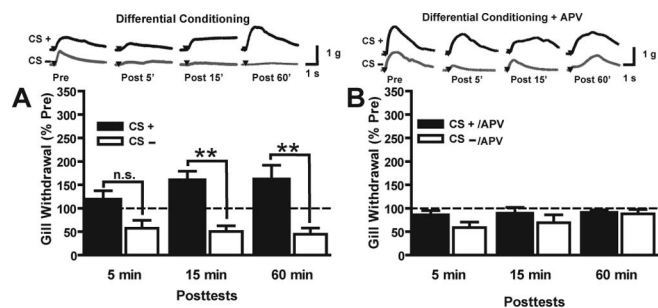 Differential Conditioning
CS +
CS –
1 g
1 s
Pre
Post 5'
Post 15'
Post 60'
A
Gill Withdrawal (% Pre)
350
300
250
200
150
100
50
0
CS +
CS –
n.s.
**
**
5 min
15 min
60 min
Posttests
Differential Conditioning + APV
CS +
CS –
1 g
1 s
Pre
Post 5'
Post 15'
Post 60'
B
Gill Withdrawal (% Pre)
350
300
250
200
150
100
50
0
CS +/APV
CS –/APV
5 min
15 min
60 min
Posttests